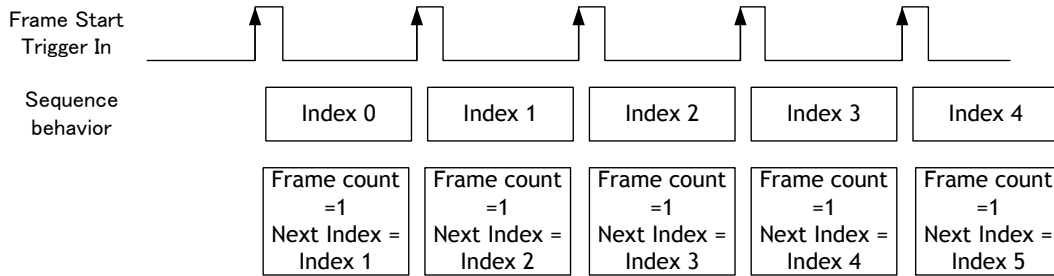 Frame Start
Trigger In
Sequence
behavior
Index 0
Index 1
Index 2
Index 3
Index 4
Frame count
=1
Next Index =
Index 1
Frame count
=1
Next Index =
Index 2
Frame count
=1
Next Index =
Index 3
Frame count
=1
Next Index =
Index 4
Frame count
=1
Next Index =
Index 5